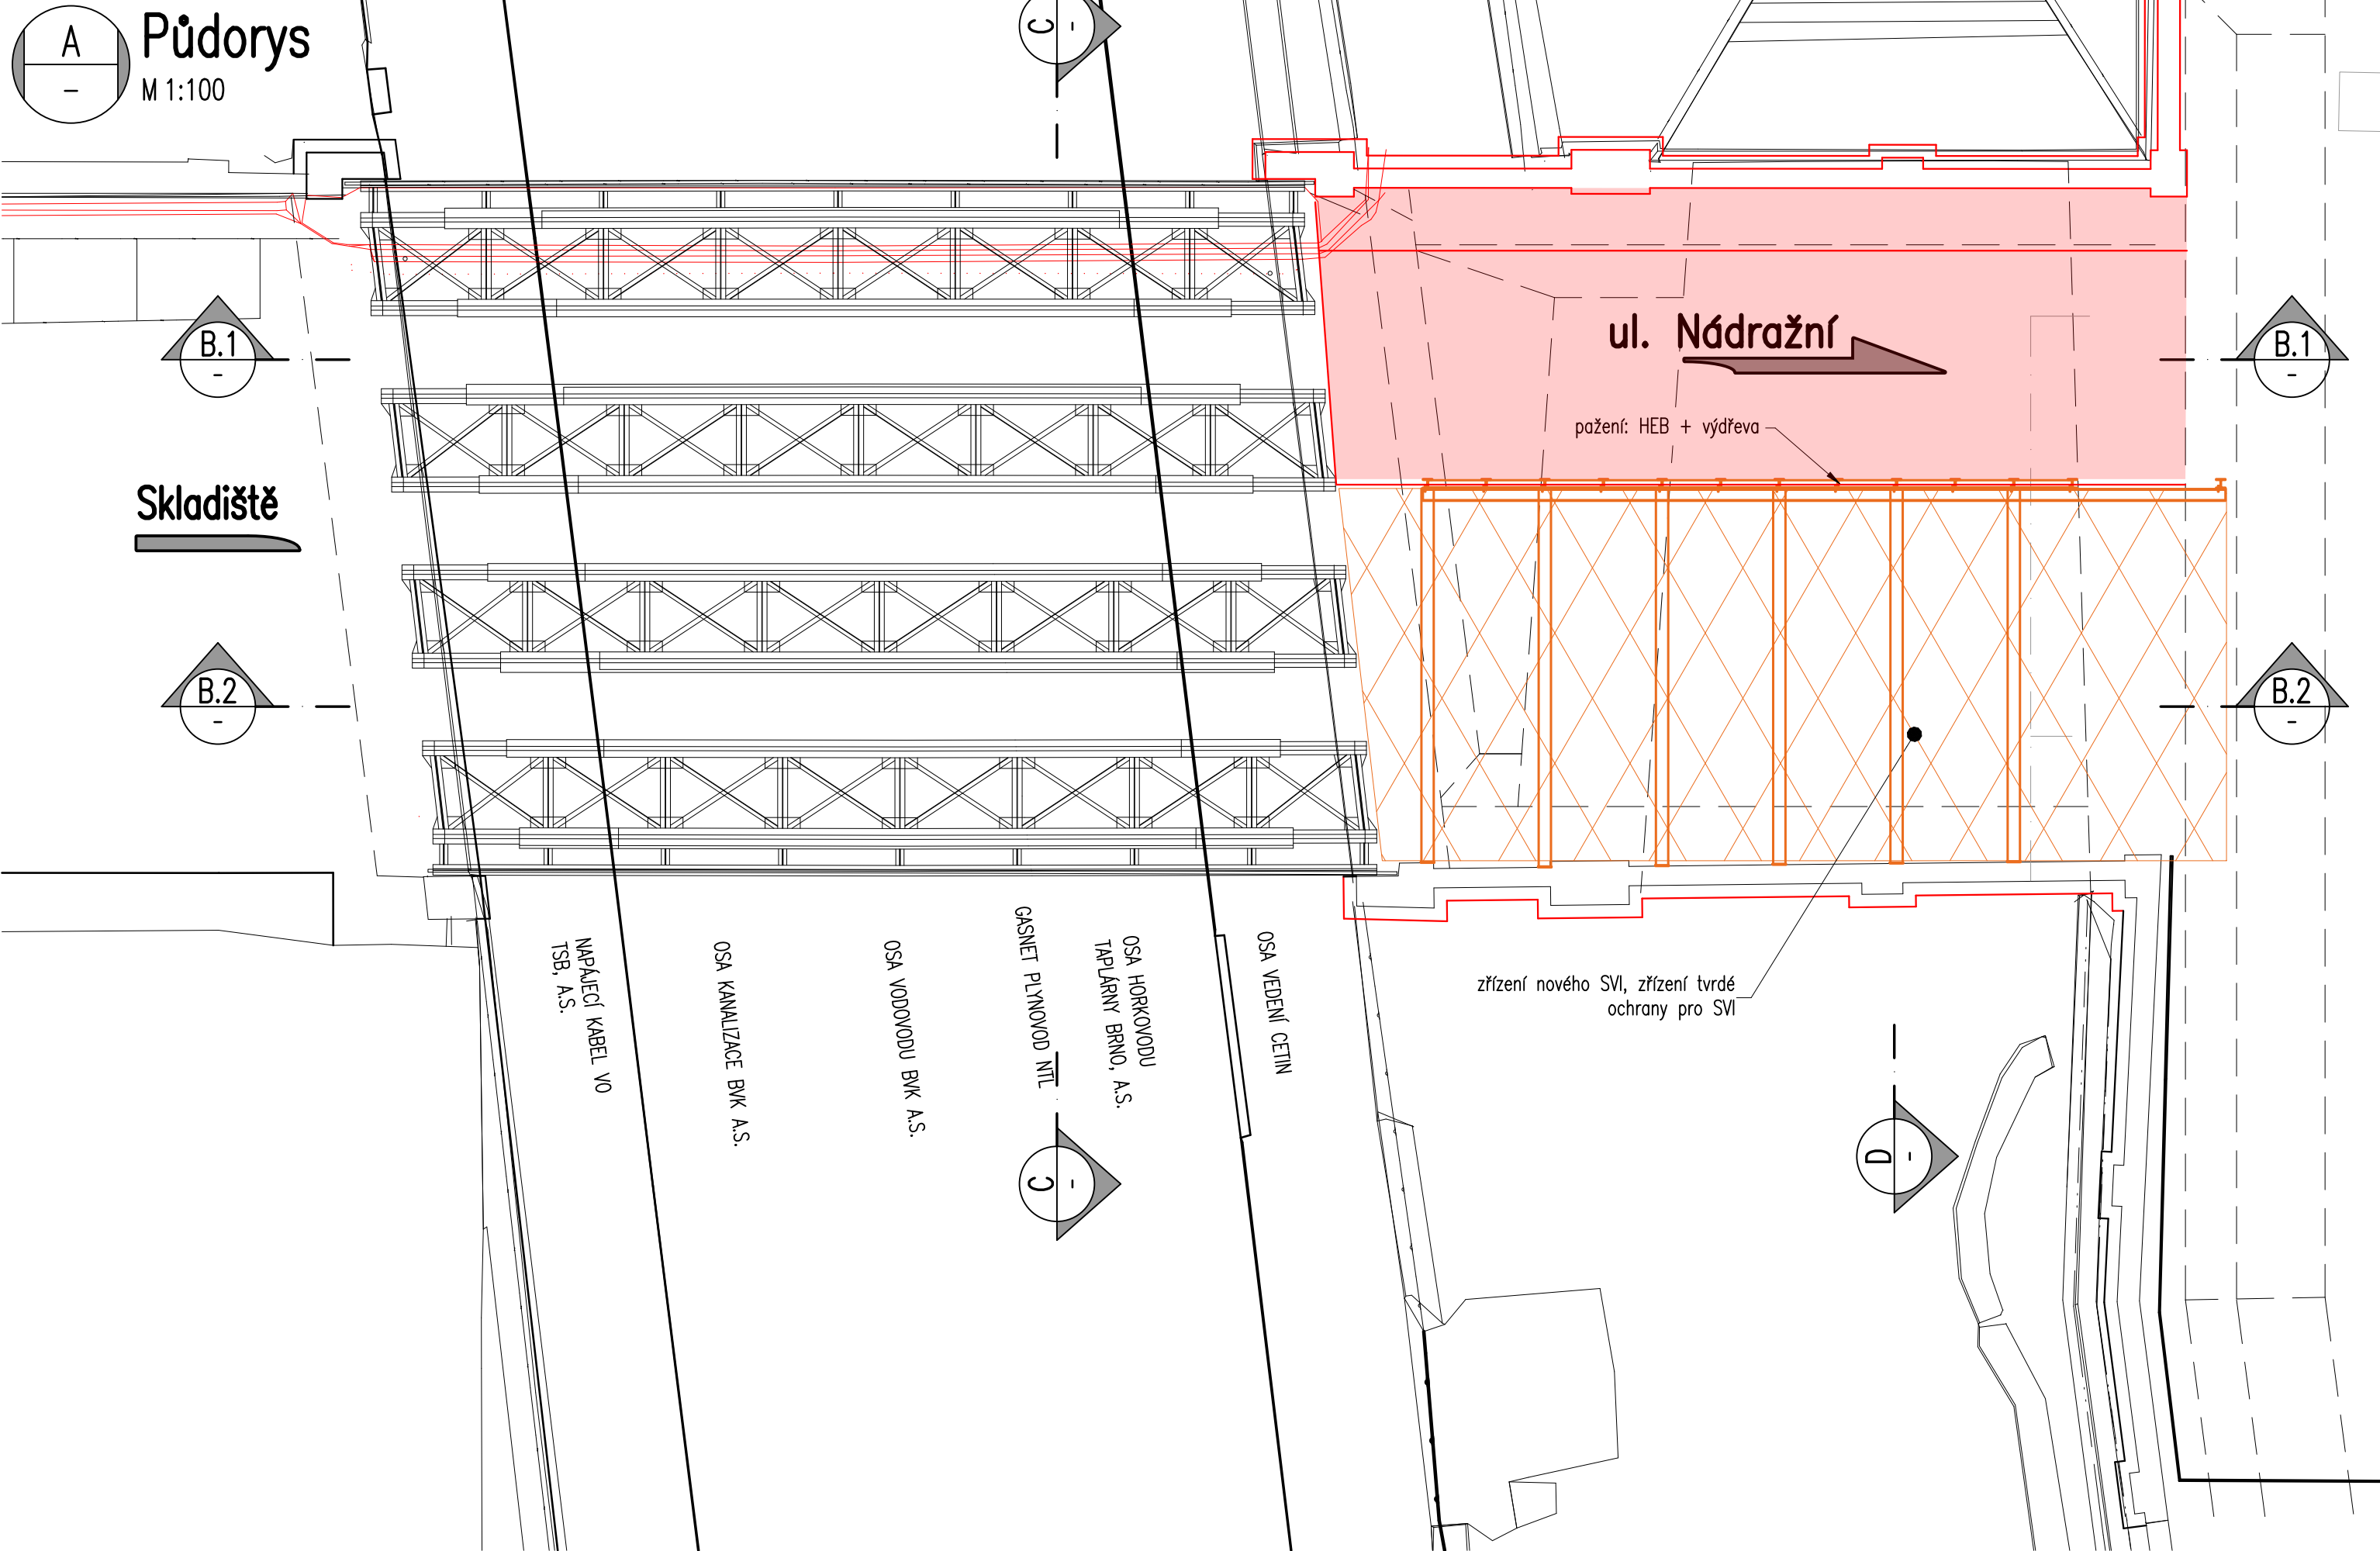 A
-
Půdorys
M 1:100
C
-
B.1
-
B.1
-
ul. Nádražní
pažení: HEB + výdřeva
Skladiště
B.2
-
B.2
-
NAPÁJECÍ KABEL VO
TSB, A.S.
OSA KANALIZACE BVK A.S.
OSA VODOVODU BVK A.S.
GASNET PLYNOVOD NTL
OSA HORKOVODU
TAPLÁRNY BRNO, A.S.
OSA VEDENÍ CETIN
zřízení nového SVI, zřízení tvrdé
ochrany pro SVI
C
-
D
-